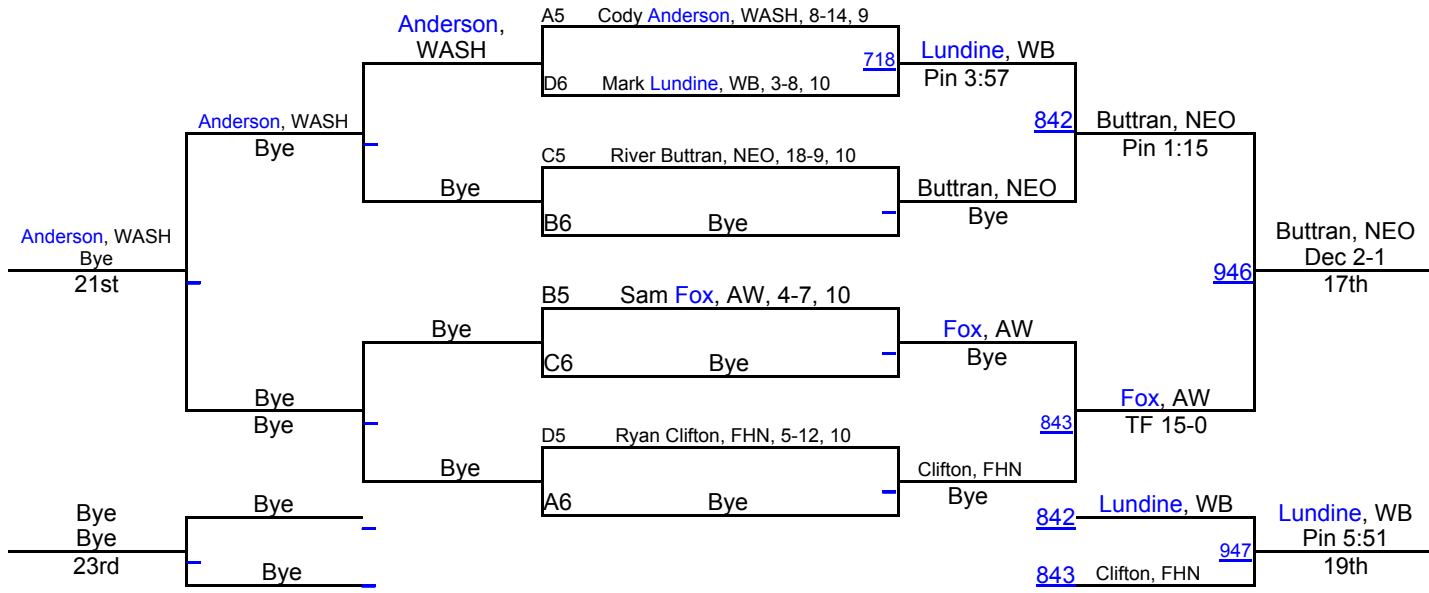 A5 Cody Anderson, WASH, 8-14, 9
Anderson,
WASH
718
Lundine, WB
Pin 3:57
D6 Mark Lundine, WB, 3-8, 10
Anderson, WASH
Bye
842
Buttran, NEO
Pin 1:15
C5 River Buttran, NEO, 18-9, 10
Bye
Buttran, NEO
Bye
B6 Bye
Anderson, WASH
Bye
21st
Buttran, NEO
Dec 2-1
17th
946
B5 Sam Fox, AW, 4-7, 10
Bye
Fox, AW
Bye
C6 Bye
Bye
Bye
Fox, AW
TF 15-0
843
D5 Ryan Clifton, FHN, 5-12, 10
Bye
Clifton, FHN
Bye
A6 Bye
Bye
Bye
23rd
Bye
Bye
842 Lundine, WB
947
Lundine, WB
Pin 5:51
19th
843 Clifton, FHN